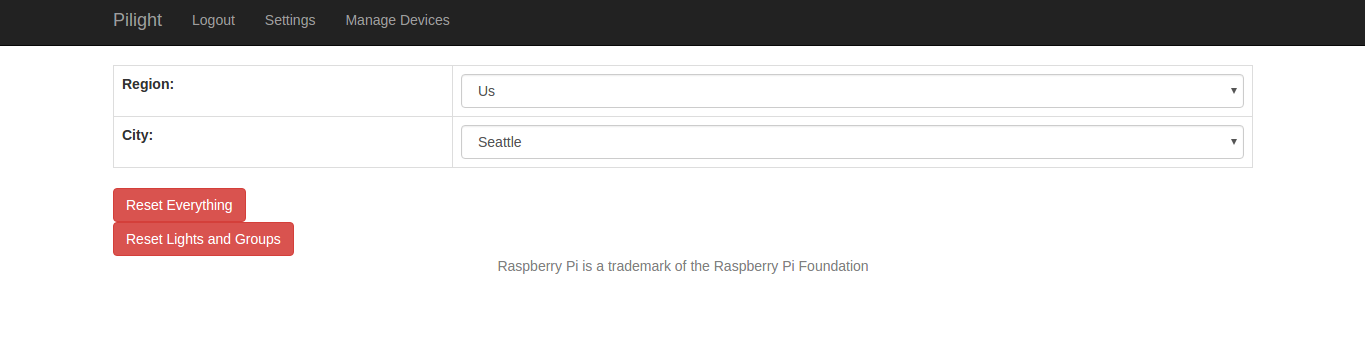 Pilight Logout Settings Manage Devices
Region: Us
City: Seattle
Reset Everything
Reset Lights and Groups
Raspberry Pi is a trademark of the Raspberry Pi Foundation